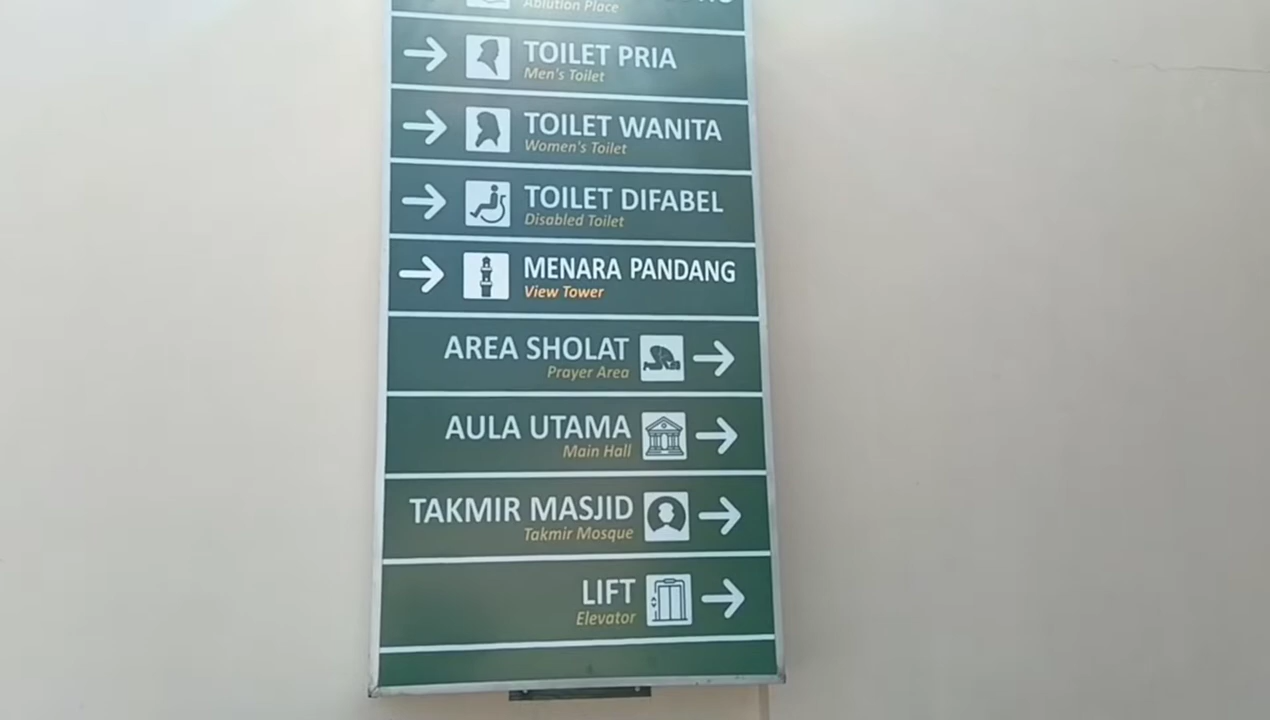 Ablution Place
TOILET PRIA
Men's Toilet
TOILET WANITA
Women's Toilet
TOILET DIFABEL
Disabled Toilet
MENARA PANDANG
View Tower
AREA SHOLAT
Prayer Area
AULA UTAMA
Main Hall
TAKMIR MASJID
Takmir Mosque
LIFT
Elevator